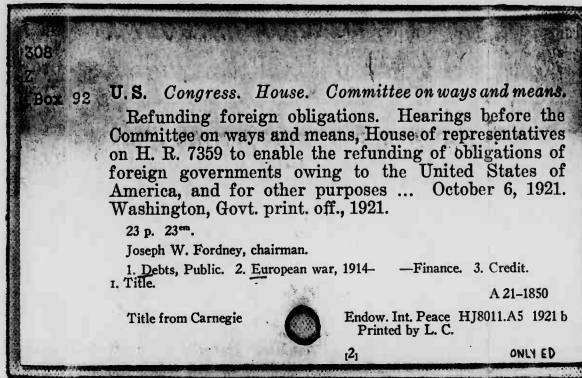 308
Z
Box 92
U. S. Congress. House. Committee on ways and means.
Refunding foreign obligations. Hearings before the
Committee on ways and means, House of representatives
on H. R. 7359 to enable the refunding of obligations of
foreign governments owing to the United States of
America, and for other purposes ... October 6, 1921.
Washington, Govt. print. off., 1921.
23 p. 23cm.
Joseph W. Fordney, chairman.
1. Debts, Public. 2. European war, 1914– —Finance. 3. Credit.
I. Title.
A 21–1850
Title from Carnegie Endow. Int. Peace HJ8011.A5 1921 b
Printed by L. C.
[2]
ONLY ED